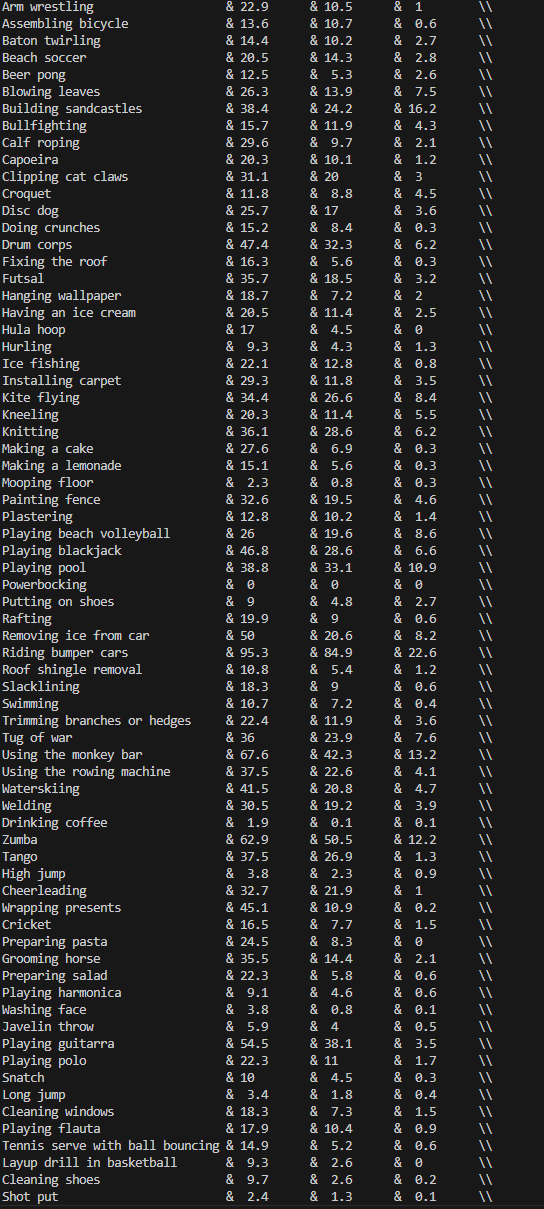 Arm wrestling & 22.9 & 10.5 & 1 \\
Assembling bicycle & 13.6 & 10.7 & 0.6 \\
Baton twirling & 14.4 & 10.2 & 2.7 \\
Beach soccer & 20.5 & 14.3 & 2.8 \\
Beer pong & 12.5 & 5.3 & 2.6 \\
Blowing leaves & 26.3 & 13.9 & 7.5 \\
Building sandcastles & 38.4 & 24.2 & 16.2 \\
Bullfighting & 15.7 & 11.9 & 4.3 \\
Calf roping & 29.6 & 9.7 & 2.1 \\
Capoeira & 20.3 & 10.1 & 1.2 \\
Clipping cat claws & 31.1 & 20 & 3 \\
Croquet & 11.8 & 8.8 & 4.5 \\
Disc dog & 25.7 & 17 & 3.6 \\
Doing crunches & 15.2 & 8.4 & 0.3 \\
Drum corps & 47.4 & 32.3 & 6.2 \\
Fixing the roof & 16.3 & 5.6 & 0.3 \\
Futsal & 35.7 & 18.5 & 3.2 \\
Hanging wallpaper & 18.7 & 7.2 & 2 \\
Having an ice cream & 20.5 & 11.4 & 2.5 \\
Hula hoop & 17 & 4.5 & 0 \\
Hurling & 9.3 & 4.3 & 1.3 \\
Ice fishing & 22.1 & 12.8 & 0.8 \\
Installing carpet & 29.3 & 11.8 & 3.5 \\
Kite flying & 34.4 & 26.6 & 8.4 \\
Kneeling & 20.3 & 11.4 & 5.5 \\
Knitting & 36.1 & 28.6 & 6.2 \\
Making a cake & 27.6 & 6.9 & 0.3 \\
Making a lemonade & 15.1 & 5.6 & 0.3 \\
Mooping floor & 2.3 & 0.8 & 0.3 \\
Painting fence & 32.6 & 19.5 & 4.6 \\
Plastering & 12.8 & 10.2 & 1.4 \\
Playing beach volleyball & 26 & 19.6 & 8.6 \\
Playing blackjack & 46.8 & 28.6 & 6.6 \\
Playing pool & 38.8 & 33.1 & 10.9 \\
Powerbocking & 0 & 0 & 0 \\
Putting on shoes & 9 & 4.8 & 2.7 \\
Rafting & 19.9 & 9 & 0.6 \\
Removing ice from car & 50 & 20.6 & 8.2 \\
Riding bumper cars & 95.3 & 84.9 & 22.6 \\
Roof shingle removal & 10.8 & 5.4 & 1.2 \\
Slacklining & 18.3 & 9 & 0.6 \\
Swimming & 10.7 & 7.2 & 0.4 \\
Trimming branches or hedges & 22.4 & 11.9 & 3.6 \\
Tug of war & 36 & 23.9 & 7.6 \\
Using the monkey bar & 67.6 & 42.3 & 13.2 \\
Using the rowing machine & 37.5 & 22.6 & 4.1 \\
Waterskiing & 41.5 & 20.8 & 4.7 \\
Welding & 30.5 & 19.2 & 3.9 \\
Drinking coffee & 1.9 & 0.1 & 0.1 \\
Zumba & 62.9 & 50.5 & 12.2 \\
Tango & 37.5 & 26.9 & 1.3 \\
High jump & 3.8 & 2.3 & 0.9 \\
Cheerleading & 32.7 & 21.9 & 1 \\
Wrapping presents & 45.1 & 10.9 & 0.2 \\
Cricket & 16.5 & 7.7 & 1.5 \\
Preparing pasta & 24.5 & 8.3 & 0 \\
Grooming horse & 35.5 & 14.4 & 2.1 \\
Preparing salad & 22.3 & 5.8 & 0.6 \\
Playing harmonica & 9.1 & 4.6 & 0.6 \\
Washing face & 3.8 & 0.8 & 0.1 \\
Javelin throw & 5.9 & 4 & 0.5 \\
Playing guitarra & 54.5 & 38.1 & 3.5 \\
Playing polo & 22.3 & 11 & 1.7 \\
Snatch & 10 & 4.5 & 0.3 \\
Long jump & 3.4 & 1.8 & 0.4 \\
Cleaning windows & 18.3 & 7.3 & 1.5 \\
Playing flauta & 17.9 & 10.4 & 0.9 \\
Tennis serve with ball bouncing & 14.9 & 5.2 & 0.6 \\
Layup drill in basketball & 9.3 & 2.6 & 0 \\
Cleaning shoes & 9.7 & 2.6 & 0.2 \\
Shot put & 2.4 & 1.3 & 0.1 \\